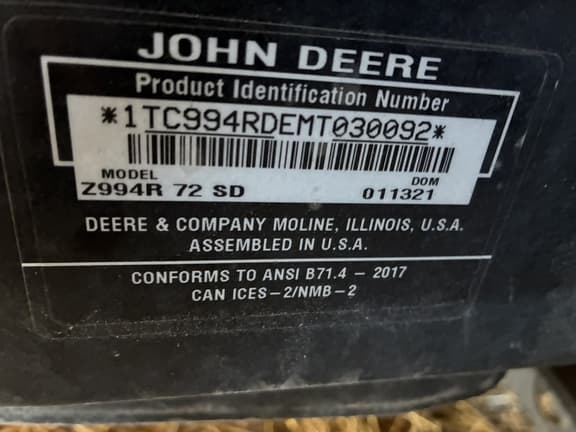 JOHN DEERE
Product Identification Number
*1TC994RDEMT030092*
MODEL DOM
Z994R 72 SD 011321
DEERE & COMPANY MOLINE, ILLINOIS, U.S.A.
ASSEMBLED IN U.S.A.
CONFORMS TO ANSI B71.4 – 2017
CAN ICES–2/NMB–2